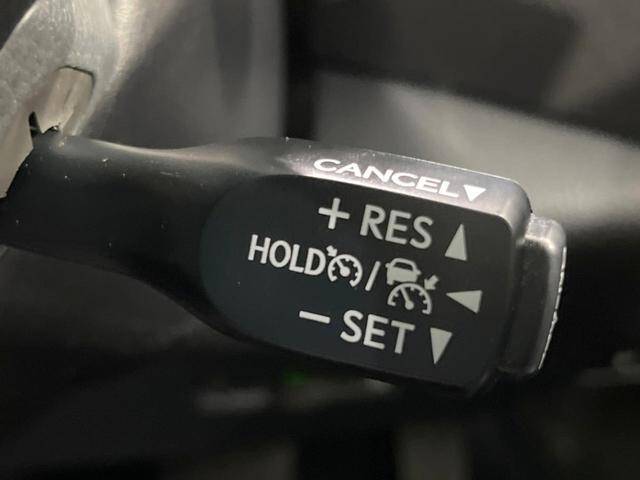 CANCEL▼
+ RES ▲
HOLD / ◀
− SET ▼